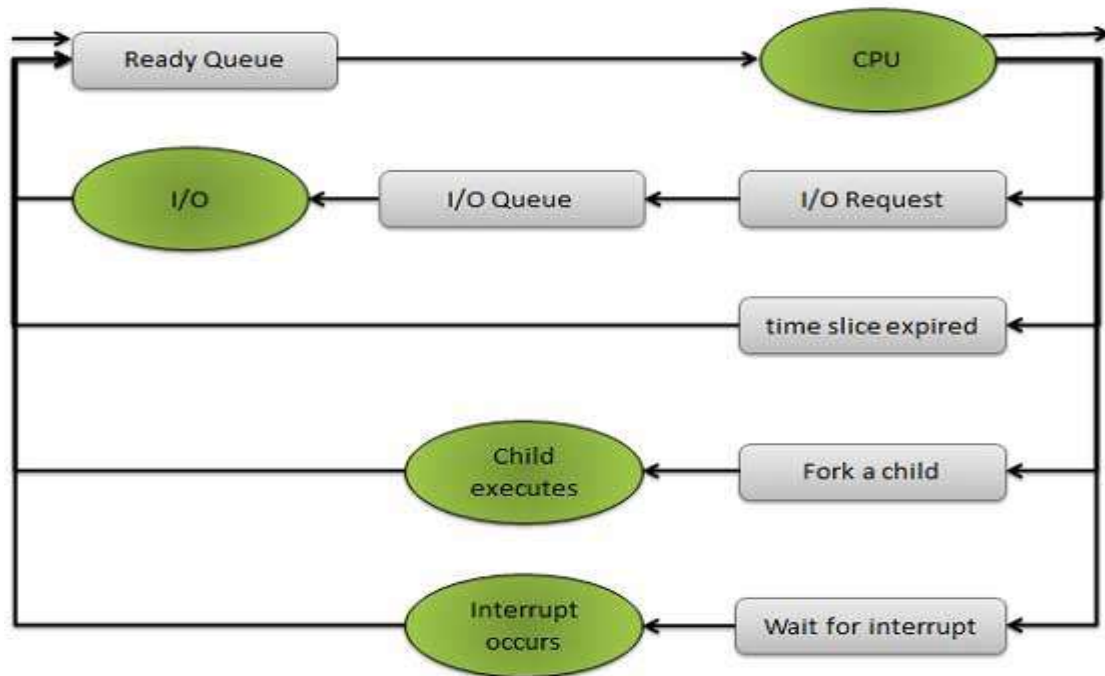 Ready Queue
CPU
I/O
I/O Queue
I/O Request
time slice expired
Child
executes
Fork a child
Interrupt
occurs
Wait for interrupt